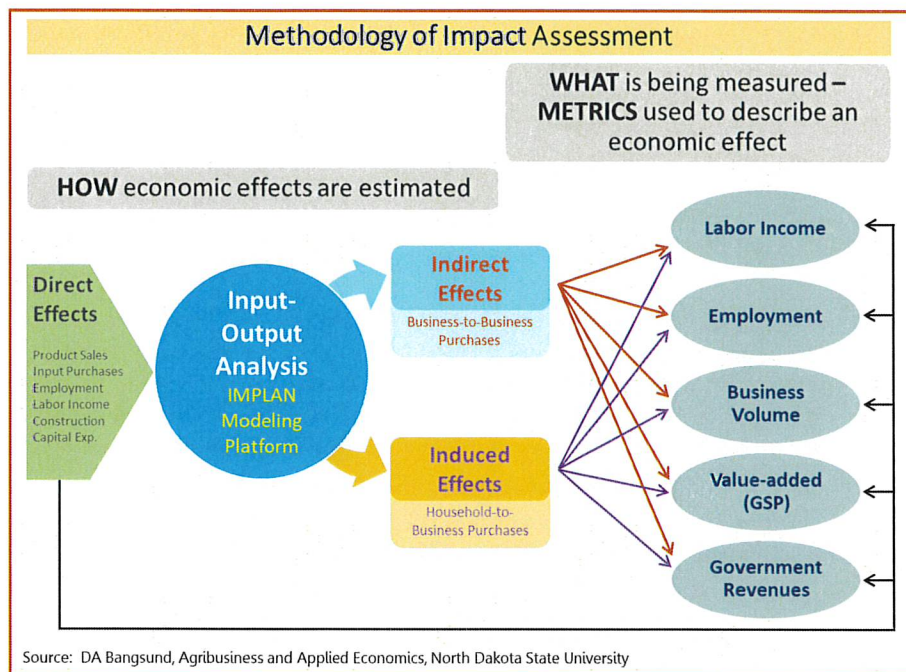 Methodology of Impact Assessment
WHAT is being measured –
METRICS used to describe an
economic effect
HOW economic effects are estimated
Direct
Effects
Product Sales
Input Purchases
Employment
Labor Income
Construction
Capital Exp.
Input-
Output
Analysis
IMPLAN
Modeling
Platform
Indirect
Effects
Business-to-Business
Purchases
Induced
Effects
Household-to-
Business Purchases
Labor Income
Employment
Business
Volume
Value-added
(GSP)
Government
Revenues
Source: DA Bangsund, Agribusiness and Applied Economics, North Dakota State University